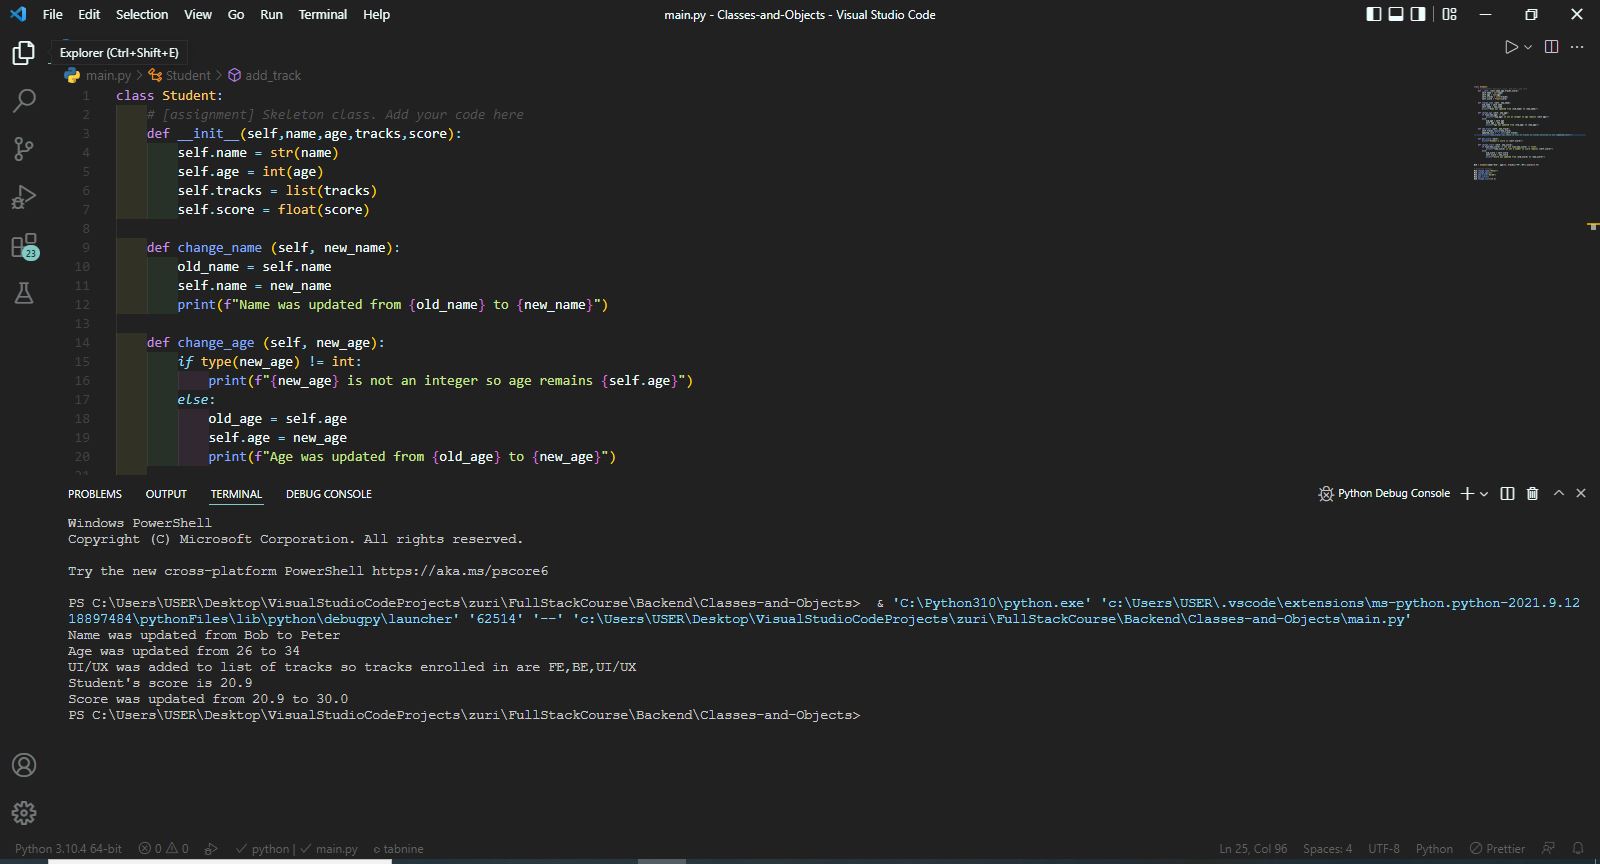 File Edit Selection View Go Run Terminal Help main.py - Classes-and-Objects - Visual Studio Code
Explorer (Ctrl+Shift+E)
main.py > Student > add_track
1 class Student:
2 # [assignment] Skeleton class. Add your code here
3 def __init__(self,name,age,tracks,score):
4 self.name = str(name)
5 self.age = int(age)
6 self.tracks = list(tracks)
7 self.score = float(score)
8
9 def change_name (self, new_name):
10 old_name = self.name
11 self.name = new_name
12 print(f"Name was updated from {old_name} to {new_name}")
13
14 def change_age (self, new_age):
15 if type(new_age) != int:
16 print(f"{new_age} is not an integer so age remains {self.age}")
17 else:
18 old_age = self.age
19 self.age = new_age
20 print(f"Age was updated from {old_age} to {new_age}")
21
23
PROBLEMS OUTPUT TERMINAL DEBUG CONSOLE Python Debug Console
Windows PowerShell
Copyright (C) Microsoft Corporation. All rights reserved.
Try the new cross-platform PowerShell https://aka.ms/pscore6
PS C:\Users\USER\Desktop\VisualStudioCodeProjects\zuri\FullStackCourse\Backend\Classes-and-Objects>  & 'C:\Python310\python.exe' 'c:\Users\USER\.vscode\extensions\ms-python.python-2021.9.12
18897484\pythonFiles\lib\python\debugpy\launcher' '62514' '--' 'c:\Users\USER\Desktop\VisualStudioCodeProjects\zuri\FullStackCourse\Backend\Classes-and-Objects\main.py'
Name was updated from Bob to Peter
Age was updated from 26 to 34
UI/UX was added to list of tracks so tracks enrolled in are FE,BE,UI/UX
Student's score is 20.9
Score was updated from 20.9 to 30.0
PS C:\Users\USER\Desktop\VisualStudioCodeProjects\zuri\FullStackCourse\Backend\Classes-and-Objects>
Python 3.10.4 64-bit 0 0 python | main.py tabnine Ln 25, Col 96 Spaces: 4 UTF-8 Python Prettier